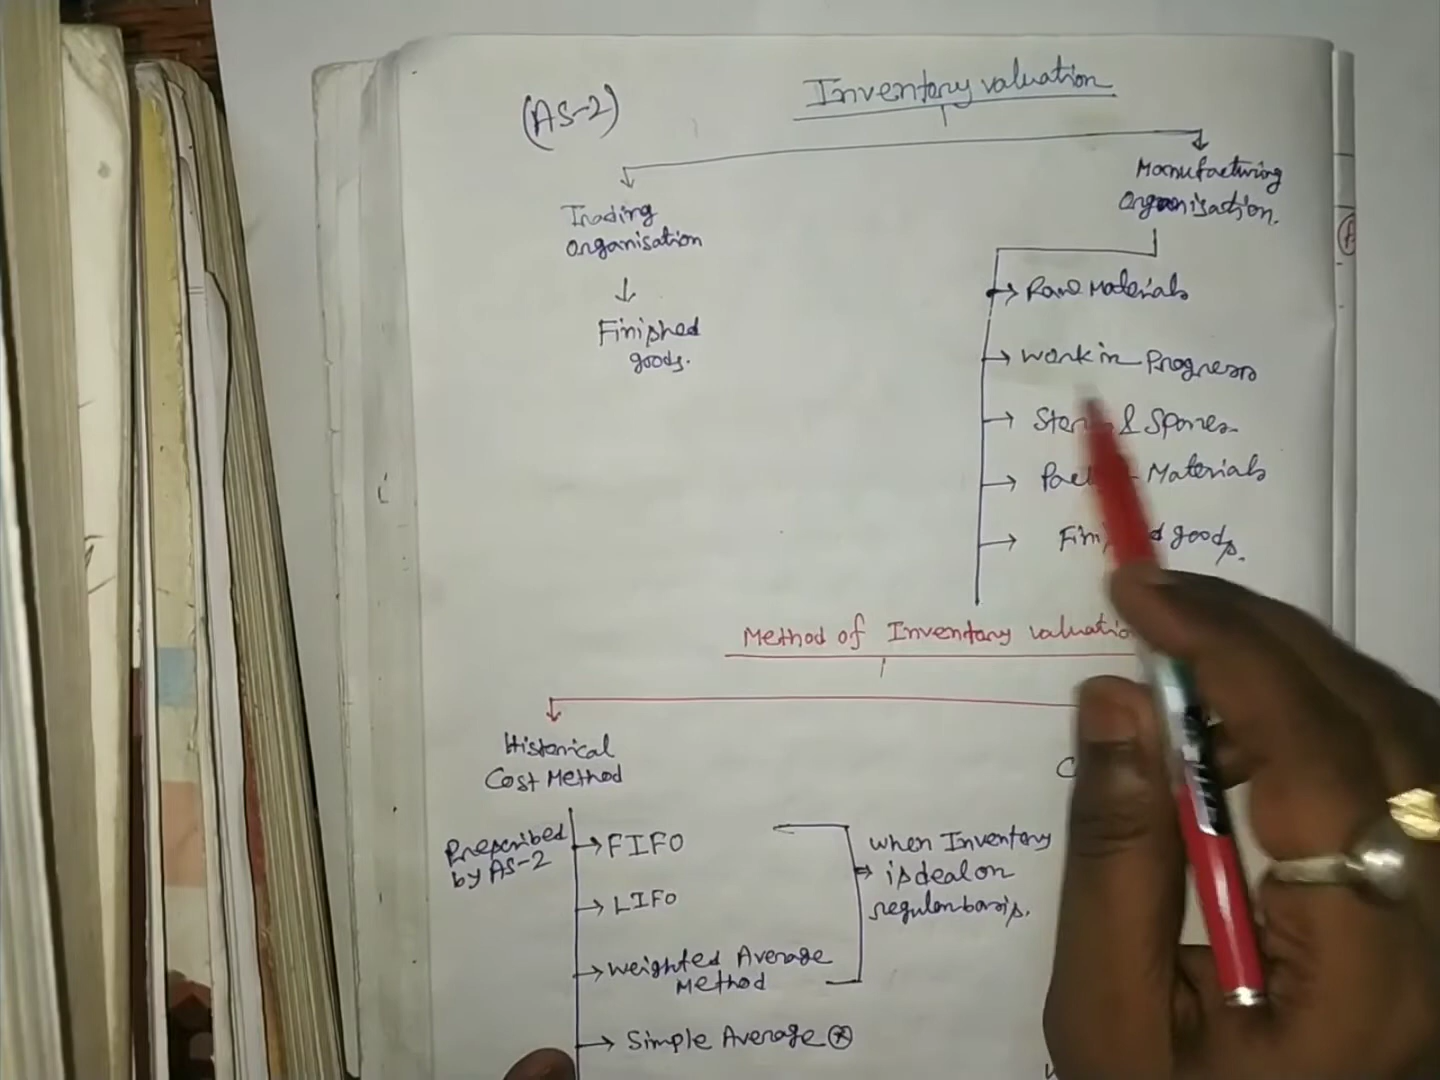 (AS-2)
Inventory valuation
Trading
organisation
Finished
goods.
Manufacturing
Organisation.
Raw Materials
Work in Progress
& Spares
Materials
goods.
Method of Inventory
Historical
Cost Method
Prescribed
by AS-2
FIFO
LIFO
Weighted Average
Method
Simple Average
when Inventory
is deal on
regular basis.